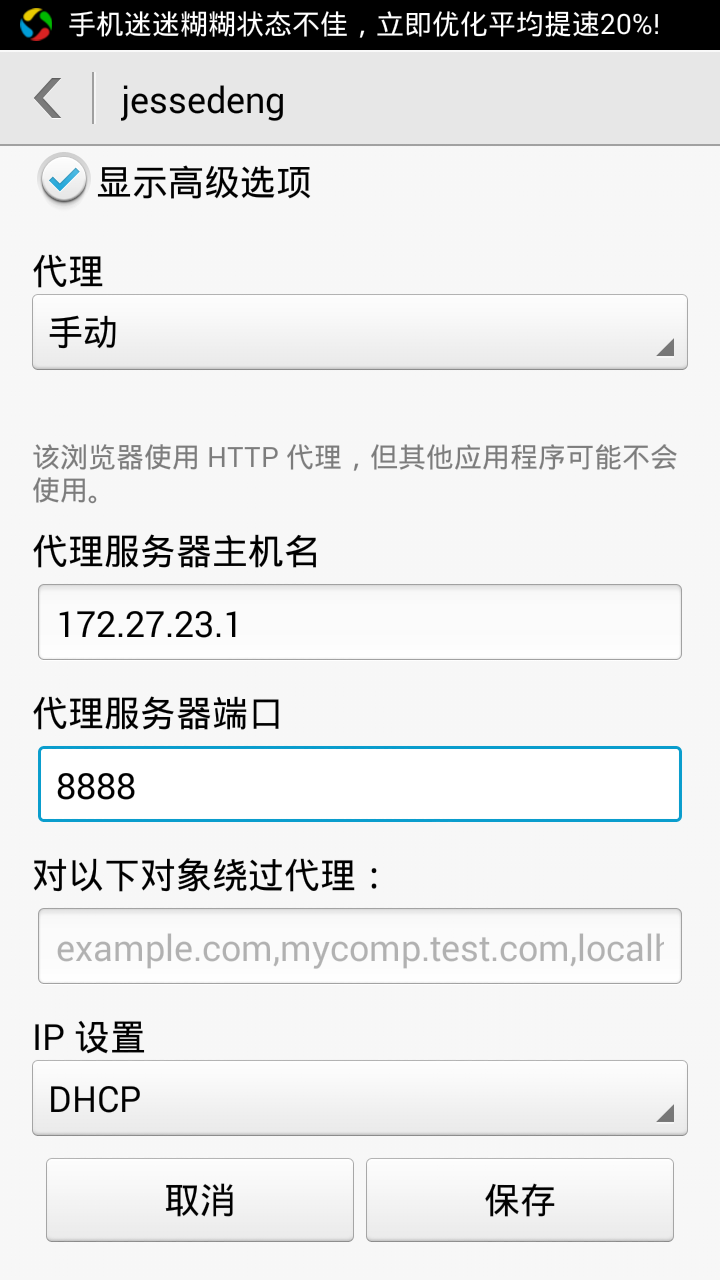 手机迷迷糊糊状态不佳，立即优化平均提速20%!
jessedeng
显示高级选项
代理
手动
该浏览器使用 HTTP 代理，但其他应用程序可能不会
使用。
代理服务器主机名
172.27.23.1
代理服务器端口
8888
对以下对象绕过代理：
example.com,mycomp.test.com,localh
IP 设置
DHCP
取消
保存